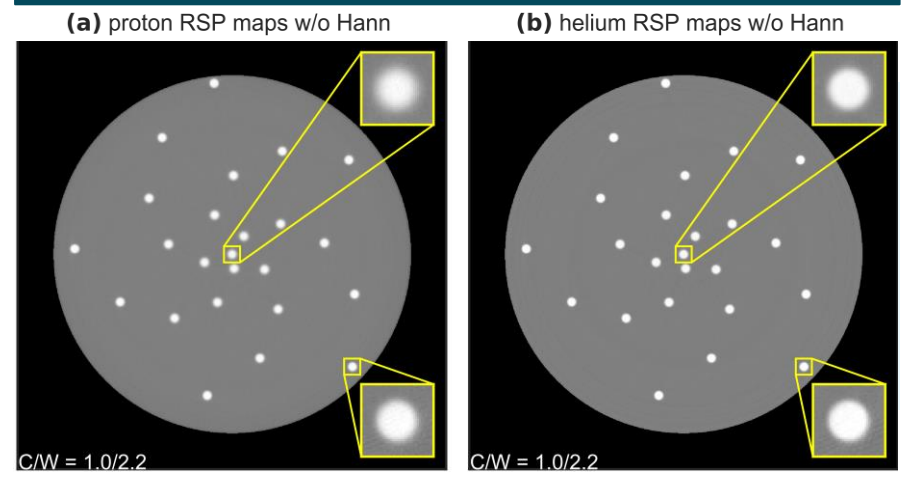 (a) proton RSP maps w/o Hann
(b) helium RSP maps w/o Hann
C/W = 1.0/2.2
C/W = 1.0/2.2